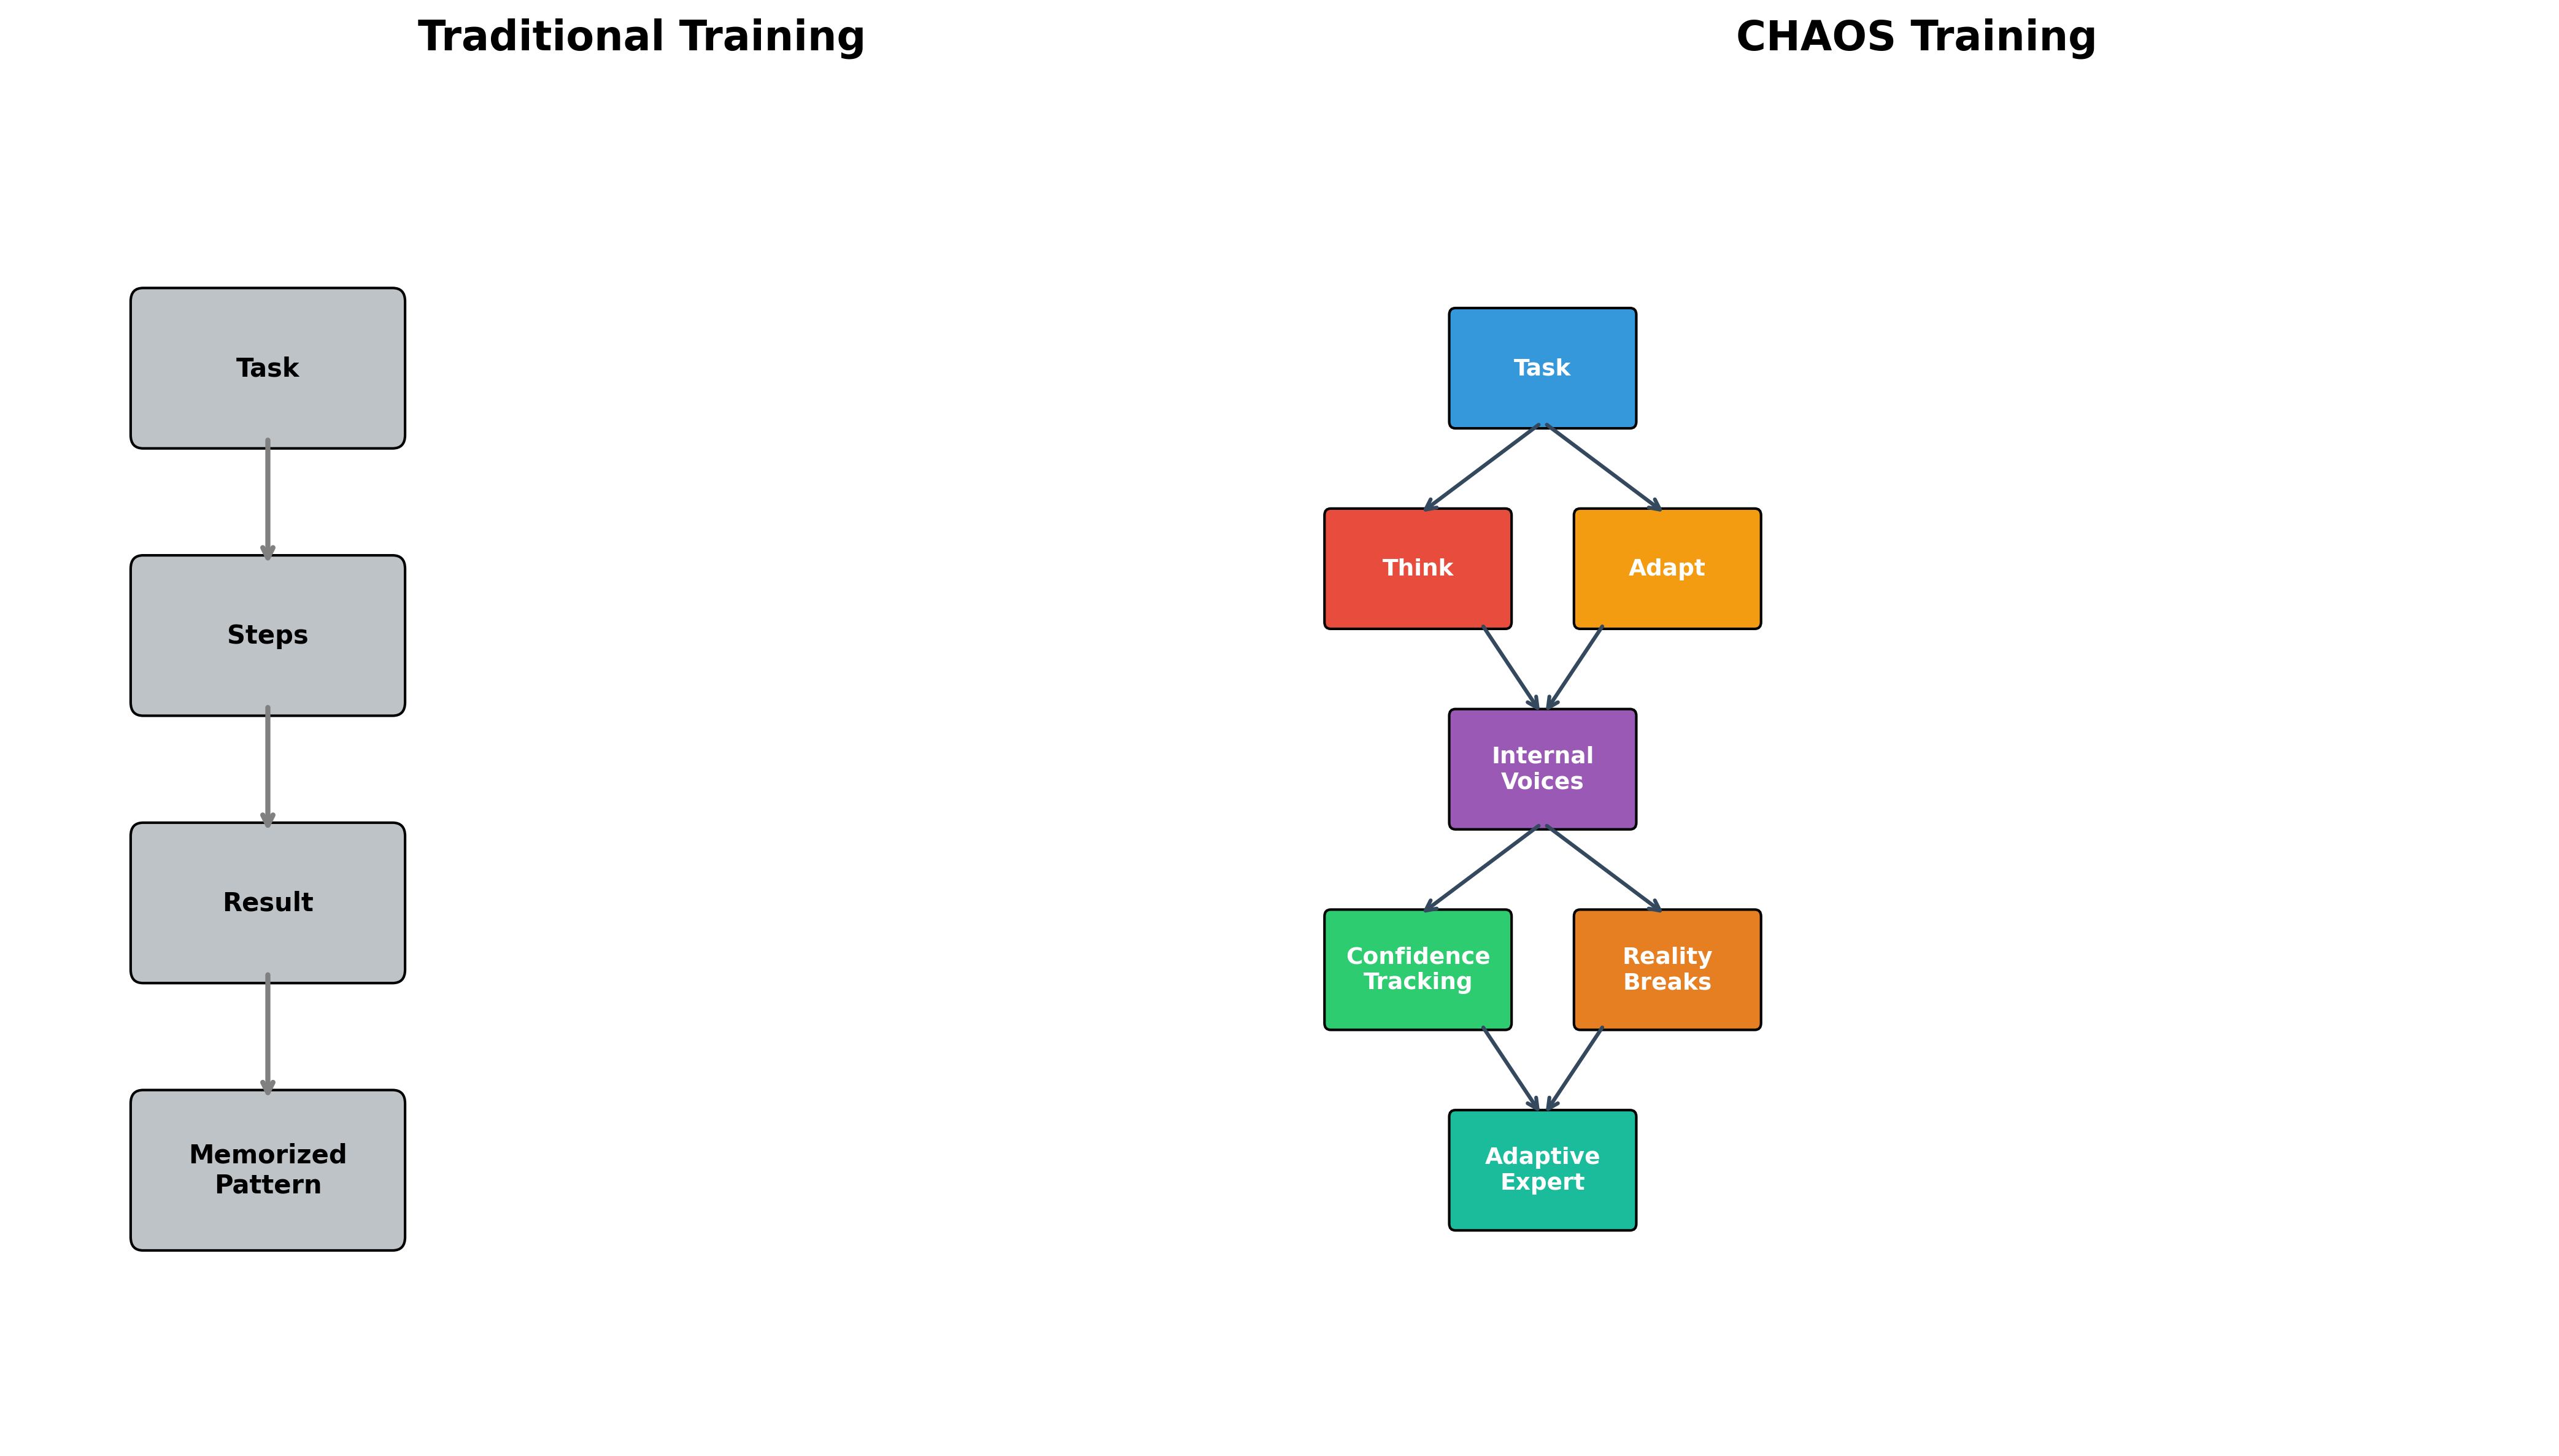 Traditional Training
Task
Steps
Result
Memorized
Pattern
CHAOS Training
Task
Think
Adapt
Internal
Voices
Confidence
Tracking
Reality
Breaks
Adaptive
Expert